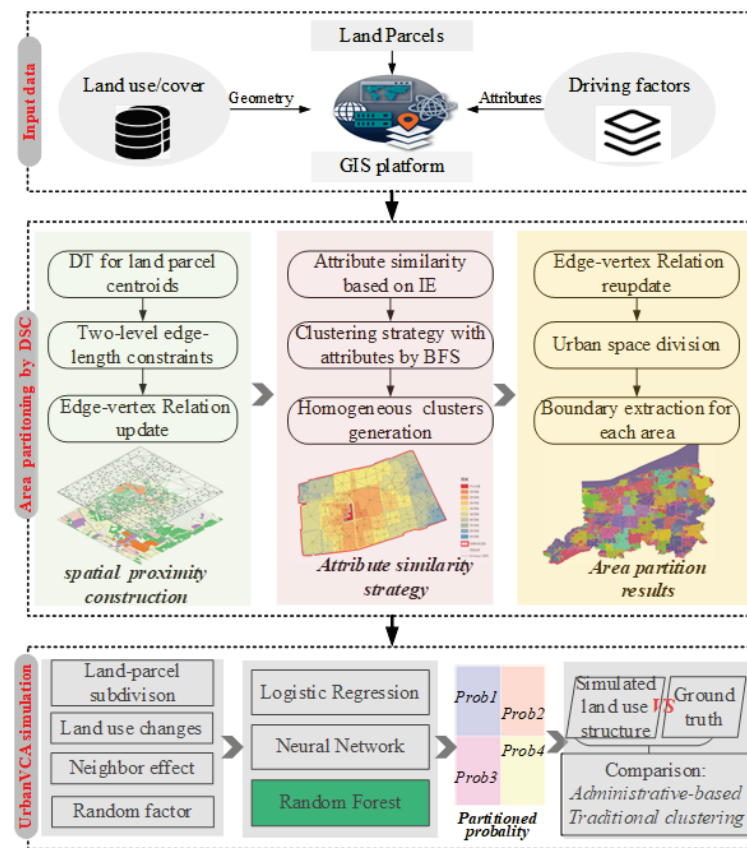 Input data
Land Parcels
Land use/cover
Geometry
Attributes
Driving factors
GIS platform
Area partitoning by DSC
DT for land parcel
centroids
Two-level edge-
length constraints
Edge-vertex Relation
update
spatial proximity
construction
Attribute similarity
based on IE
Clustering strategy with
attributes by BFS
Homogeneous clusters
generation
Attribute similarity
strategy
Edge-vertex Relation
reupdate
Urban space division
Boundary extraction for
each area
Area partition
results
UrbanVCA simulation
Land-parcel
subdivison
Land use changes
Neighbor effect
Random factor
Logistic Regression
Neural Network
Random Forest
Prob1
Prob2
Prob3
Prob4
Partitioned
probality
Simulated
land use
structure
VS
Ground
truth
Comparison:
Administrative-based
Traditional clustering